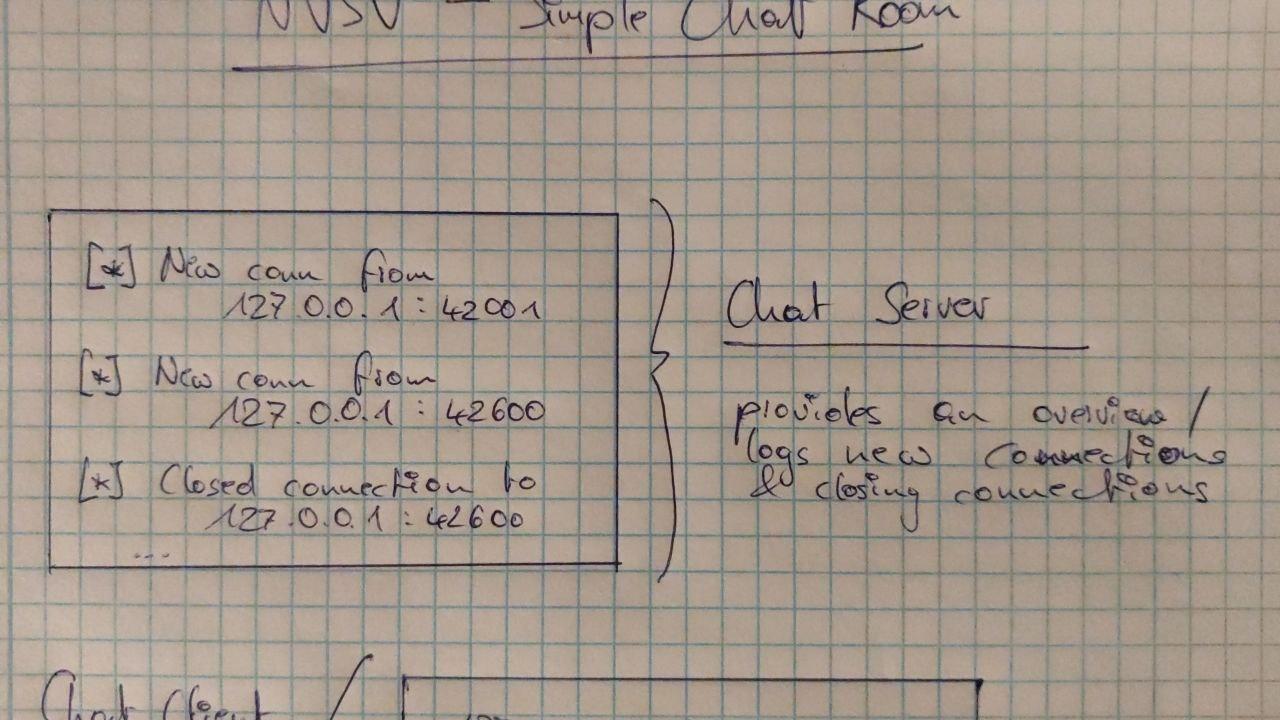 NVSV - Simple Chat Room
[*] New conn from
127.0.0.1 : 42001
[*] New conn from
127.0.0.1 : 42600
[*] Closed connection to
127.0.0.1 : 42600
...
Chat Server
provides an overview /
logs new connections
& closing connections
Chat Client